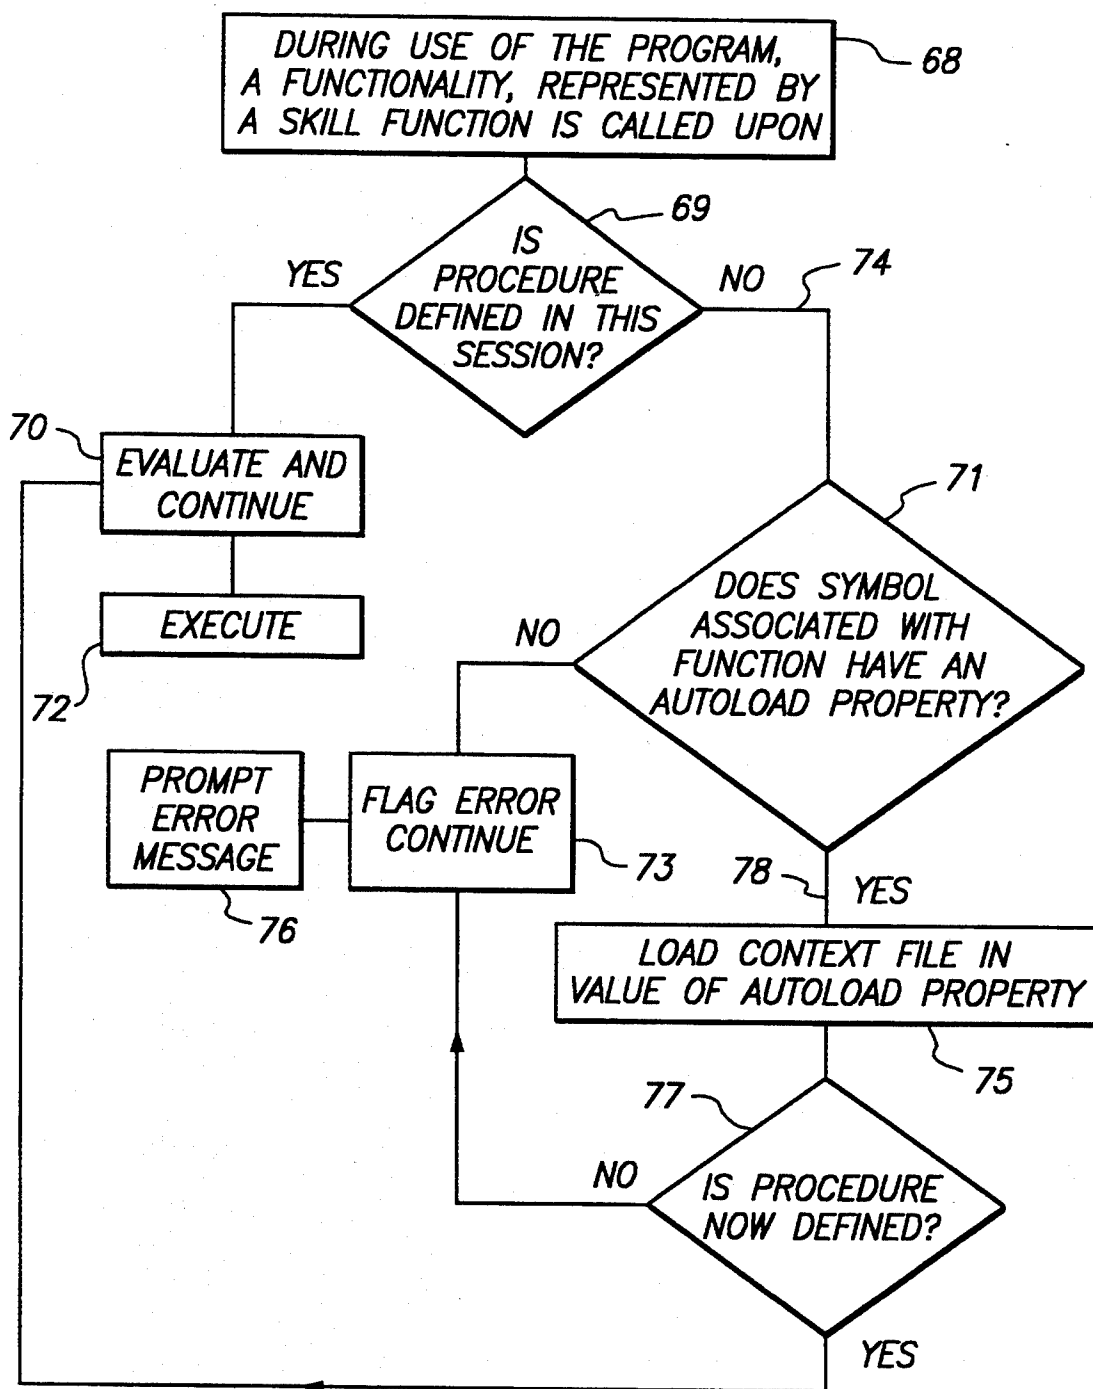 DURING USE OF THE PROGRAM,
A FUNCTIONALITY, REPRESENTED BY
A SKILL FUNCTION IS CALLED UPON
68
69
IS
PROCEDURE
DEFINED IN THIS
SESSION?
YES
NO
74
70
EVALUATE AND
CONTINUE
71
DOES SYMBOL
ASSOCIATED WITH
FUNCTION HAVE AN
AUTOLOAD PROPERTY?
NO
EXECUTE
72
PROMPT
ERROR
MESSAGE
76
FLAG ERROR
CONTINUE
73
78
YES
LOAD CONTEXT FILE IN
VALUE OF AUTOLOAD PROPERTY
75
77
NO
IS PROCEDURE
NOW DEFINED?
YES